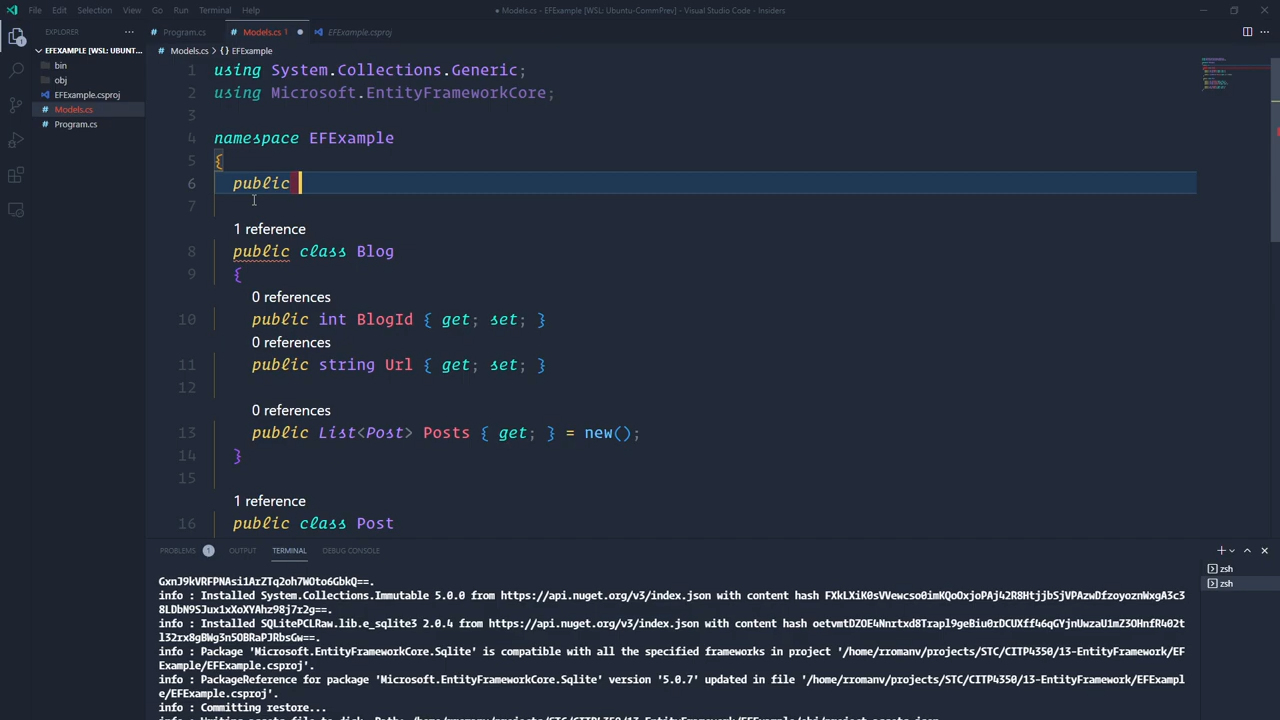 File Edit Selection View Go Run Terminal Help
● Models.cs - EFExample [WSL: Ubuntu-CommPrev] - Visual Studio Code - Insiders
EXPLORER
EFEXAMPLE [WSL: UBUNT...
bin
obj
EFExample.csproj
Models.cs
Program.cs
Program.cs Models.cs 1 ● EFExample.csproj
Models.cs > {} EFExample
1 using System.Collections.Generic;
2 using Microsoft.EntityFrameworkCore;
3
4 namespace EFExample
5 {
6 public
7
1 reference
8 public class Blog
9 {
0 references
10 public int BlogId { get; set; }
0 references
11 public string Url { get; set; }
12
0 references
13 public List<Post> Posts { get; } = new();
14 }
15
1 reference
16 public class Post
PROBLEMS 1 OUTPUT TERMINAL DEBUG CONSOLE
zsh
zsh
GxnJ9kVRFPNAsi1ArZTq2oh7WOto6GbkQ==.
info : Installed System.Collections.Immutable 5.0.0 from https://api.nuget.org/v3/index.json with content hash FXkLXiK0sVVewcso0imKQoOxjoPAj42R8HtjjbSjVPAzwDfzoyoznWxgA3c3
8LDbN9SJux1xXoXYAhz98j7r2g==.
info : Installed SQLitePCLRaw.lib.e_sqlite3 2.0.4 from https://api.nuget.org/v3/index.json with content hash oetvmtDZOE4Nnrtxd8Trapl9geBiu0rDCUXff46qGYjnUwzaU1mZ3OHnfR402t
l32rx8gBWg3n5OBRaPJRbsGw==.
info : Package 'Microsoft.EntityFrameworkCore.Sqlite' is compatible with all the specified frameworks in project '/home/rromanv/projects/STC/CITP4350/13-EntityFramework/EF
Example/EFExample.csproj'.
info : PackageReference for package 'Microsoft.EntityFrameworkCore.Sqlite' version '5.0.7' updated in file '/home/rromanv/projects/STC/CITP4350/13-EntityFramework/EFExampl
e/EFExample.csproj'.
info : Committing restore...